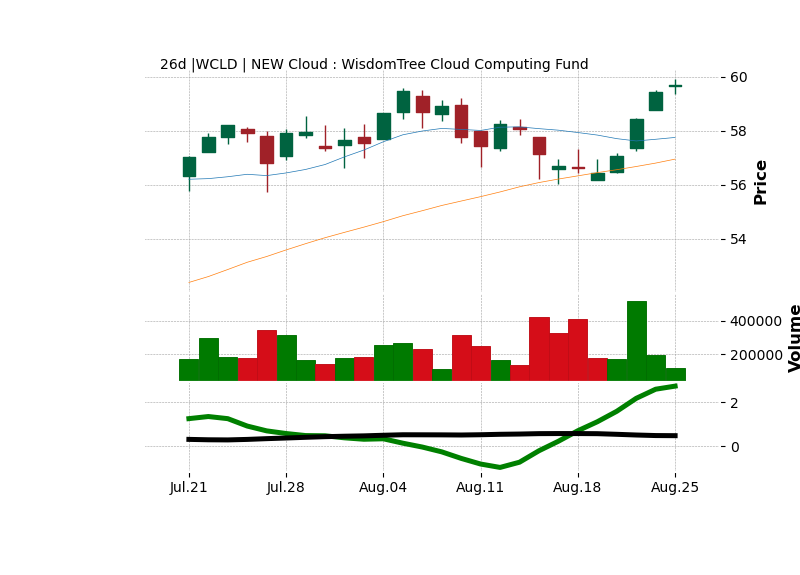 26d |WCLD | NEW Cloud : WisdomTree Cloud Computing Fund
60
58
56
54
Price
400000
200000
Volume
2
0
Jul.21 Jul.28 Aug.04 Aug.11 Aug.18 Aug.25